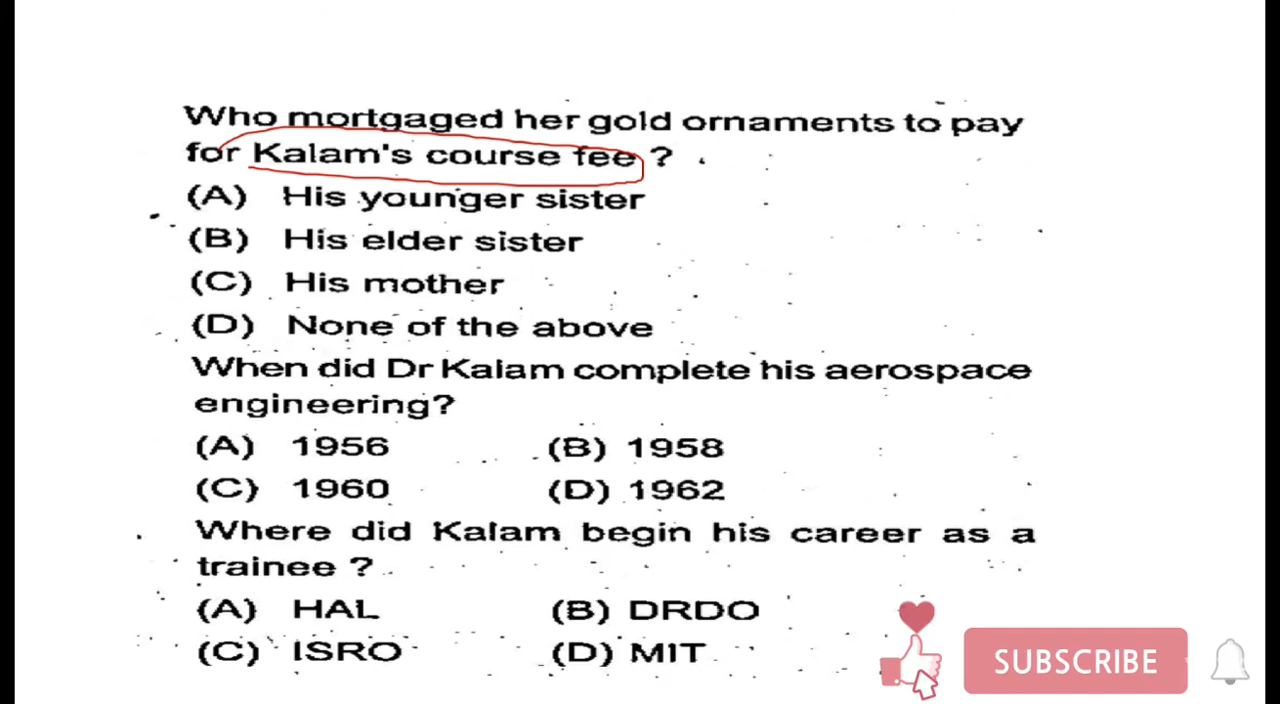 Who mortgaged her gold ornaments to pay
for Kalam's course fee ?
(A) His younger sister
(B) His elder sister
(C) His mother
(D) None of the above
When did Dr Kalam complete his aerospace
engineering?
(A) 1956 (B) 1958
(C) 1960 (D) 1962
Where did Kalam begin his career as a
trainee ?
(A) HAL (B) DRDO
(C) ISRO (D) MIT
SUBSCRIBE